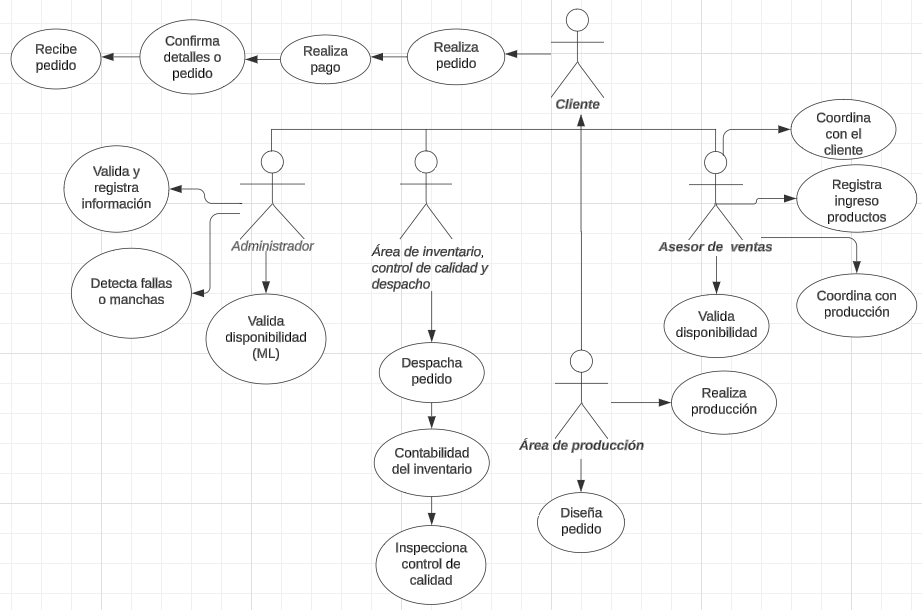 Recibe
pedido
Confirma
detalles o
pedido
Realiza
pago
Realiza
pedido
Cliente
Coordina
con el
cliente
Valida y
registra
información
Registra
ingreso
productos
Administrador
Área de inventario,
control de calidad y
despacho
Asesor de ventas
Detecta fallas
o manchas
Coordina con
producción
Valida
disponibilidad
(ML)
Valida
disponibilidad
Despacha
pedido
Realiza
producción
Área de producción
Contabilidad
del inventario
Diseña
pedido
Inspecciona
control de
calidad